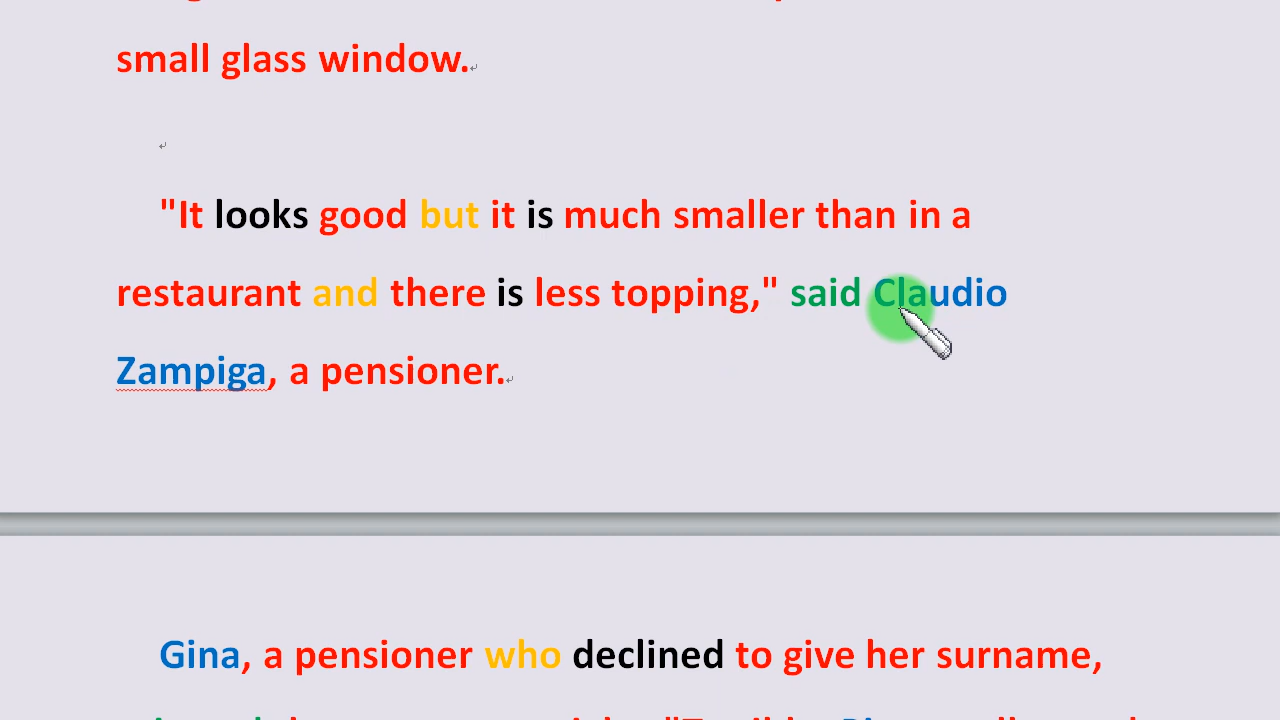 small glass window.
"It looks good but it is much smaller than in a
restaurant and there is less topping," said Claudio
Zampiga, a pensioner.
Gina, a pensioner who declined to give her surname,